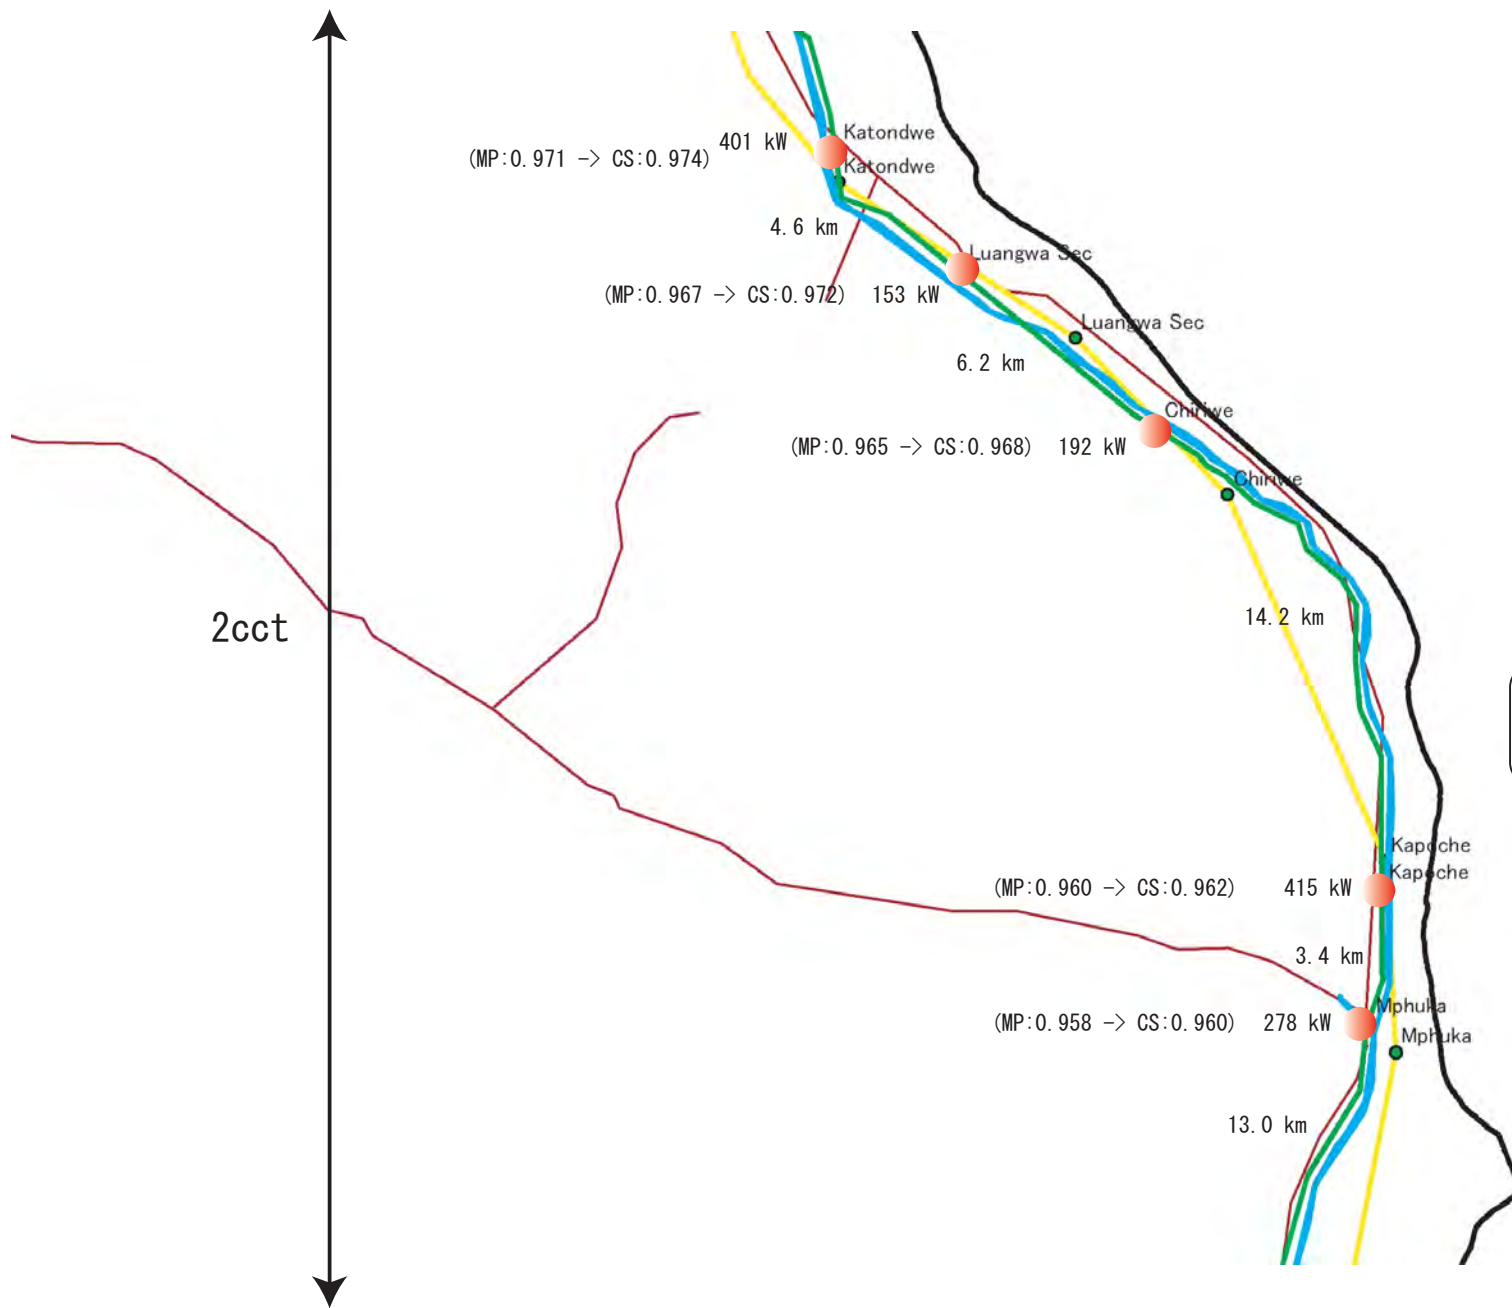 Katondwe
401 kW
(MP:0.971 -> CS:0.974)
Katondwe
4.6 km
Luangwa Sec
(MP:0.967 -> CS:0.972) 153 kW
Luangwa Sec
6.2 km
Chiriwe
(MP:0.965 -> CS:0.968) 192 kW
Chiriwe
14.2 km
2cct
Kapoche
Kapoche
(MP:0.960 -> CS:0.962) 415 kW
3.4 km
Mphuka
(MP:0.958 -> CS:0.960) 278 kW
Mphuka
13.0 km